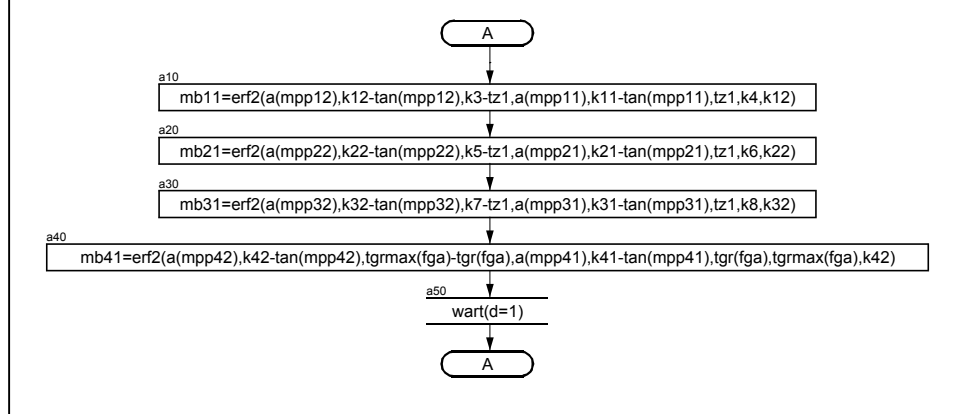 A
a10
mb11=erf2(a(mpp12),k12-tan(mpp12),k3-tz1,a(mpp11),k11-tan(mpp11),tz1,k4,k12)
a20
mb21=erf2(a(mpp22),k22-tan(mpp22),k5-tz1,a(mpp21),k21-tan(mpp21),tz1,k6,k22)
a30
mb31=erf2(a(mpp32),k32-tan(mpp32),k7-tz1,a(mpp31),k31-tan(mpp31),tz1,k8,k32)
a40
mb41=erf2(a(mpp42),k42-tan(mpp42),tgrmax(fga)-tgr(fga),a(mpp41),k41-tan(mpp41),tgr(fga),tgrmax(fga),k42)
a50
wart(d=1)
A